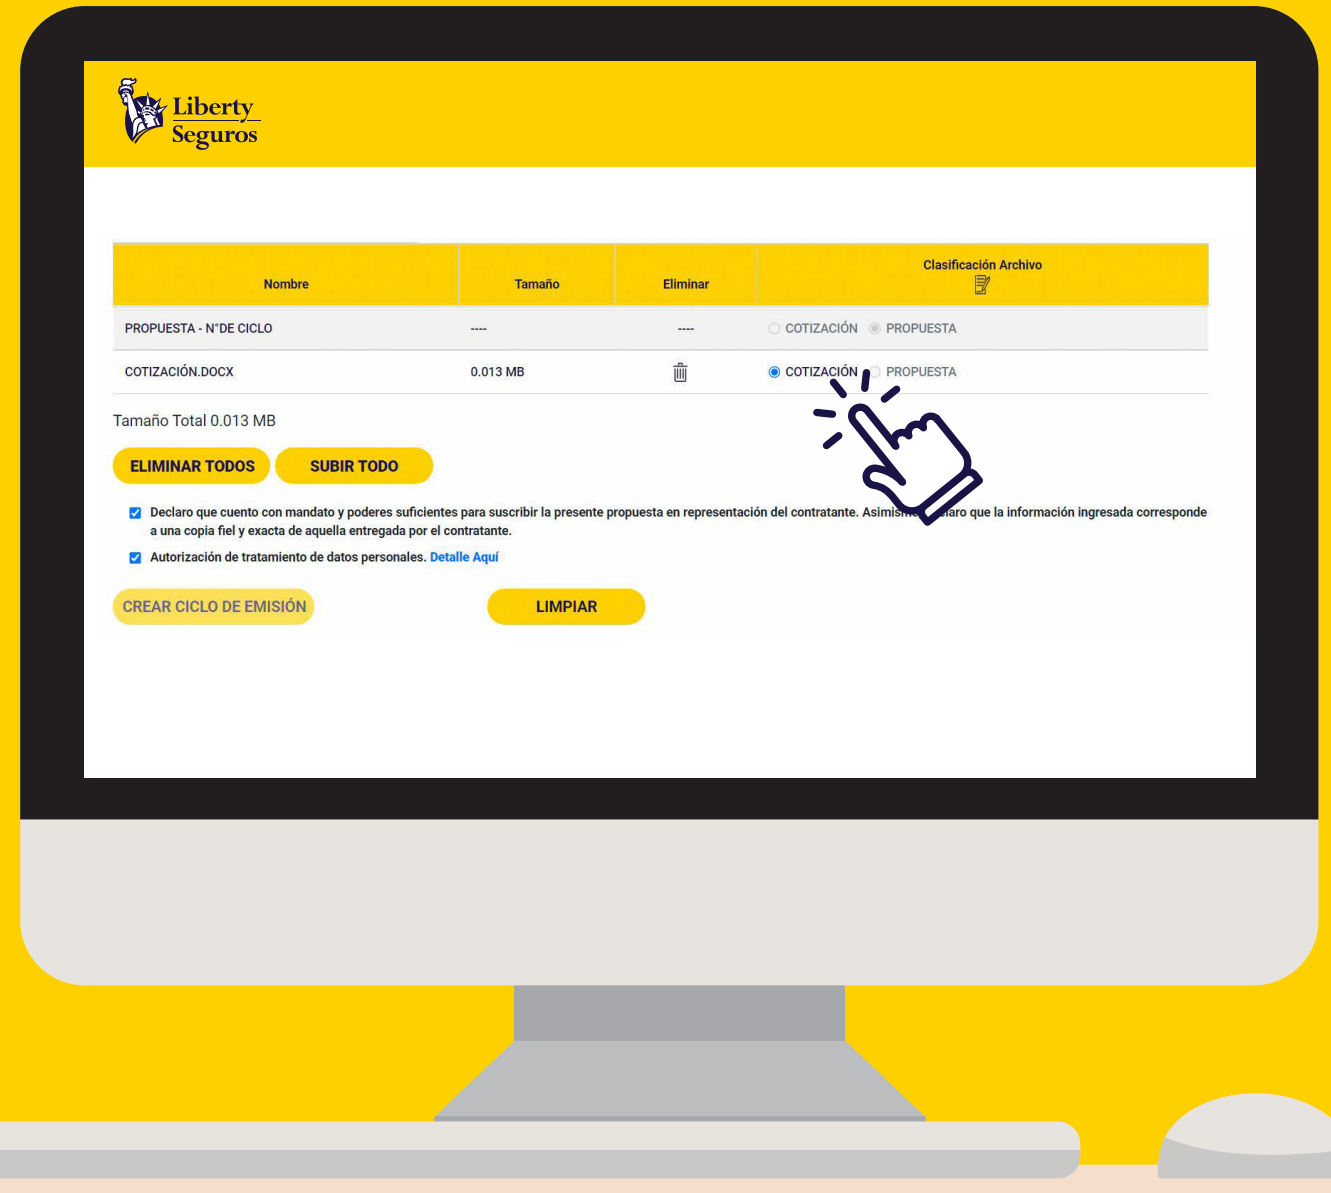 Liberty
Seguros
Nombre Tamaño Eliminar Clasificación Archivo
PROPUESTA - N°DE CICLO ---- ---- COTIZACIÓN PROPUESTA
COTIZACIÓN.DOCX 0.013 MB COTIZACIÓN PROPUESTA
Tamaño Total 0.013 MB
ELIMINAR TODOS SUBIR TODO
Declaro que cuento con mandato y poderes suficientes para suscribir la presente propuesta en representación del contratante. que la información ingresada corresponde
a una copia fiel y exacta de aquella entregada por el contratante.
Autorización de tratamiento de datos personales. Detalle Aquí
CREAR CICLO DE EMISIÓN LIMPIAR